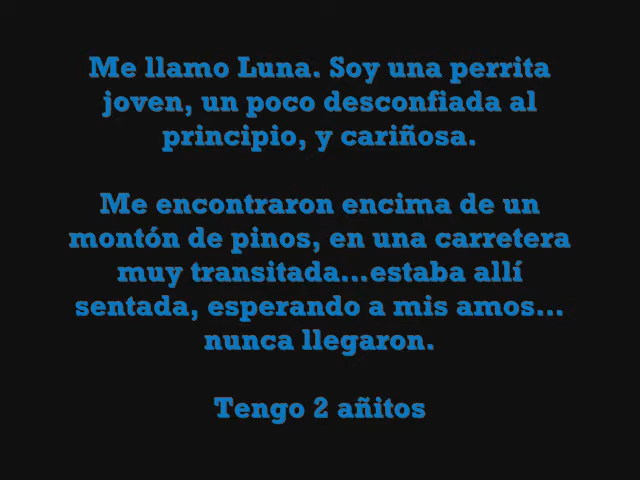 Me llamo Luna. Soy una perrita
joven, un poco desconfiada al
principio, y cariñosa.
Me encontraron encima de un
montón de pinos, en una carretera
muy transitada...estaba allí
sentada, esperando a mis amos...
nunca llegaron.
Tengo 2 añitos